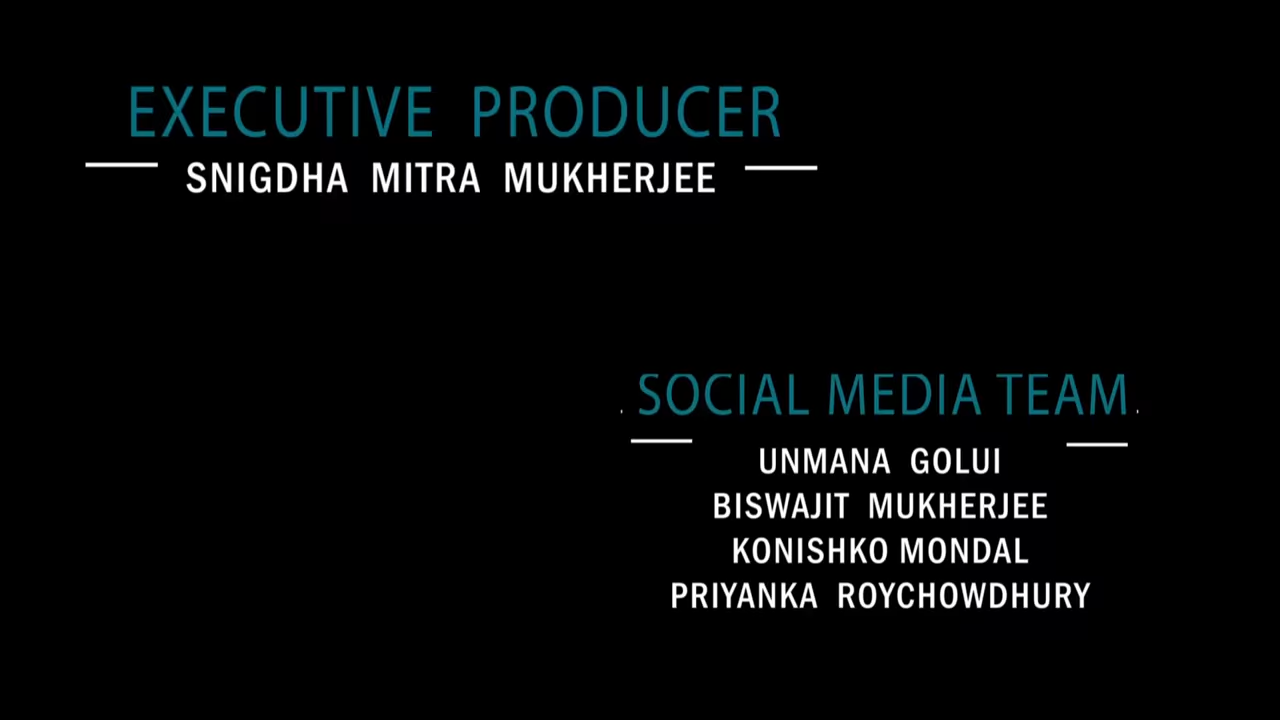 EXECUTIVE PRODUCER
SNIGDHA MITRA MUKHERJEE
SOCIAL MEDIA TEAM
UNMANA GOLUI
BISWAJIT MUKHERJEE
KONISHKO MONDAL
PRIYANKA ROYCHOWDHURY